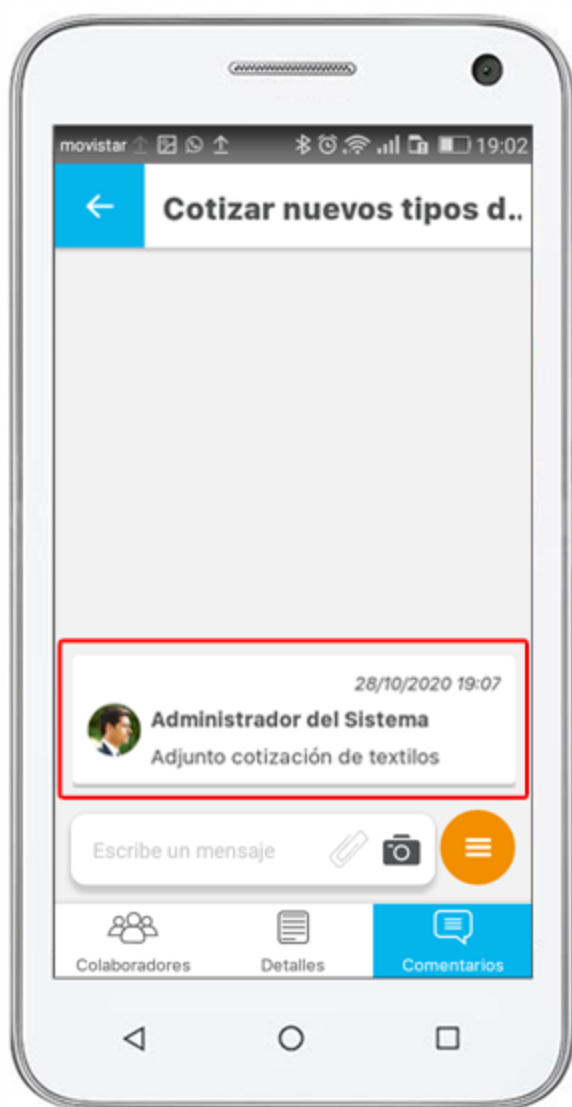 movistar 19:02
Cotizar nuevos tipos d..
28/10/2020 19:07
Administrador del Sistema
Adjunto cotización de textilos
Escribe un mensaje
Colaboradores Detalles Comentarios